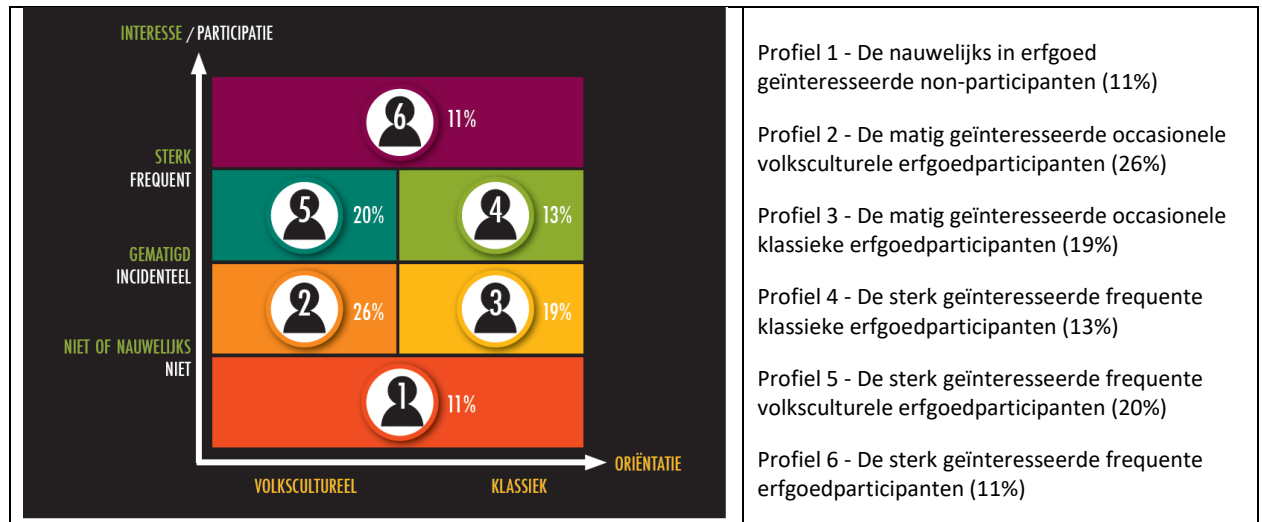 INTERESSE / PARTICIPATIE
6 11%
STERK
FREQUENT
5 20% 4 13%
GEMATIGD
INCIDENTEEL
2 26% 3 19%
NIET OF NAUWELIJKS
NIET
1 11%
ORIËNTATIE
VOLKSCULTUREEL KLASSIEK
Profiel 1 - De nauwelijks in erfgoed
geïnteresseerde non-participanten (11%)
Profiel 2 - De matig geïnteresseerde occasionele
volksculturele erfgoedparticipanten (26%)
Profiel 3 - De matig geïnteresseerde occasionele
klassieke erfgoedparticipanten (19%)
Profiel 4 - De sterk geïnteresseerde frequente
klassieke erfgoedparticipanten (13%)
Profiel 5 - De sterk geïnteresseerde frequente
volksculturele erfgoedparticipanten (20%)
Profiel 6 - De sterk geïnteresseerde frequente
erfgoedparticipanten (11%)